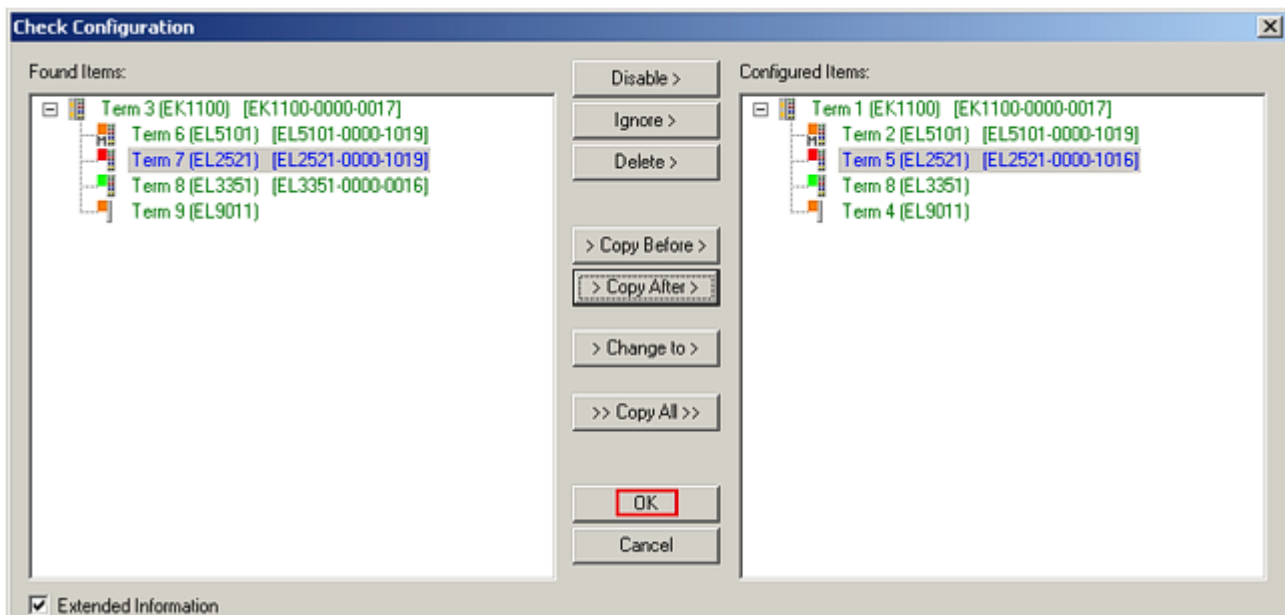 Check Configuration
Found Items:
Term 3 (EK1100) [EK1100-0000-0017]
Term 6 (EL5101) [EL5101-0000-1019]
Term 7 (EL2521) [EL2521-0000-1019]
Term 8 (EL3351) [EL3351-0000-0016]
Term 9 (EL9011)
Disable >
Ignore >
Delete >
> Copy Before >
> Copy After >
> Change to >
>> Copy All >>
OK
Cancel
Configured Items:
Term 1 (EK1100) [EK1100-0000-0017]
Term 2 (EL5101) [EL5101-0000-1019]
Term 5 (EL2521) [EL2521-0000-1016]
Term 8 (EL3351)
Term 4 (EL9011)
Extended Information